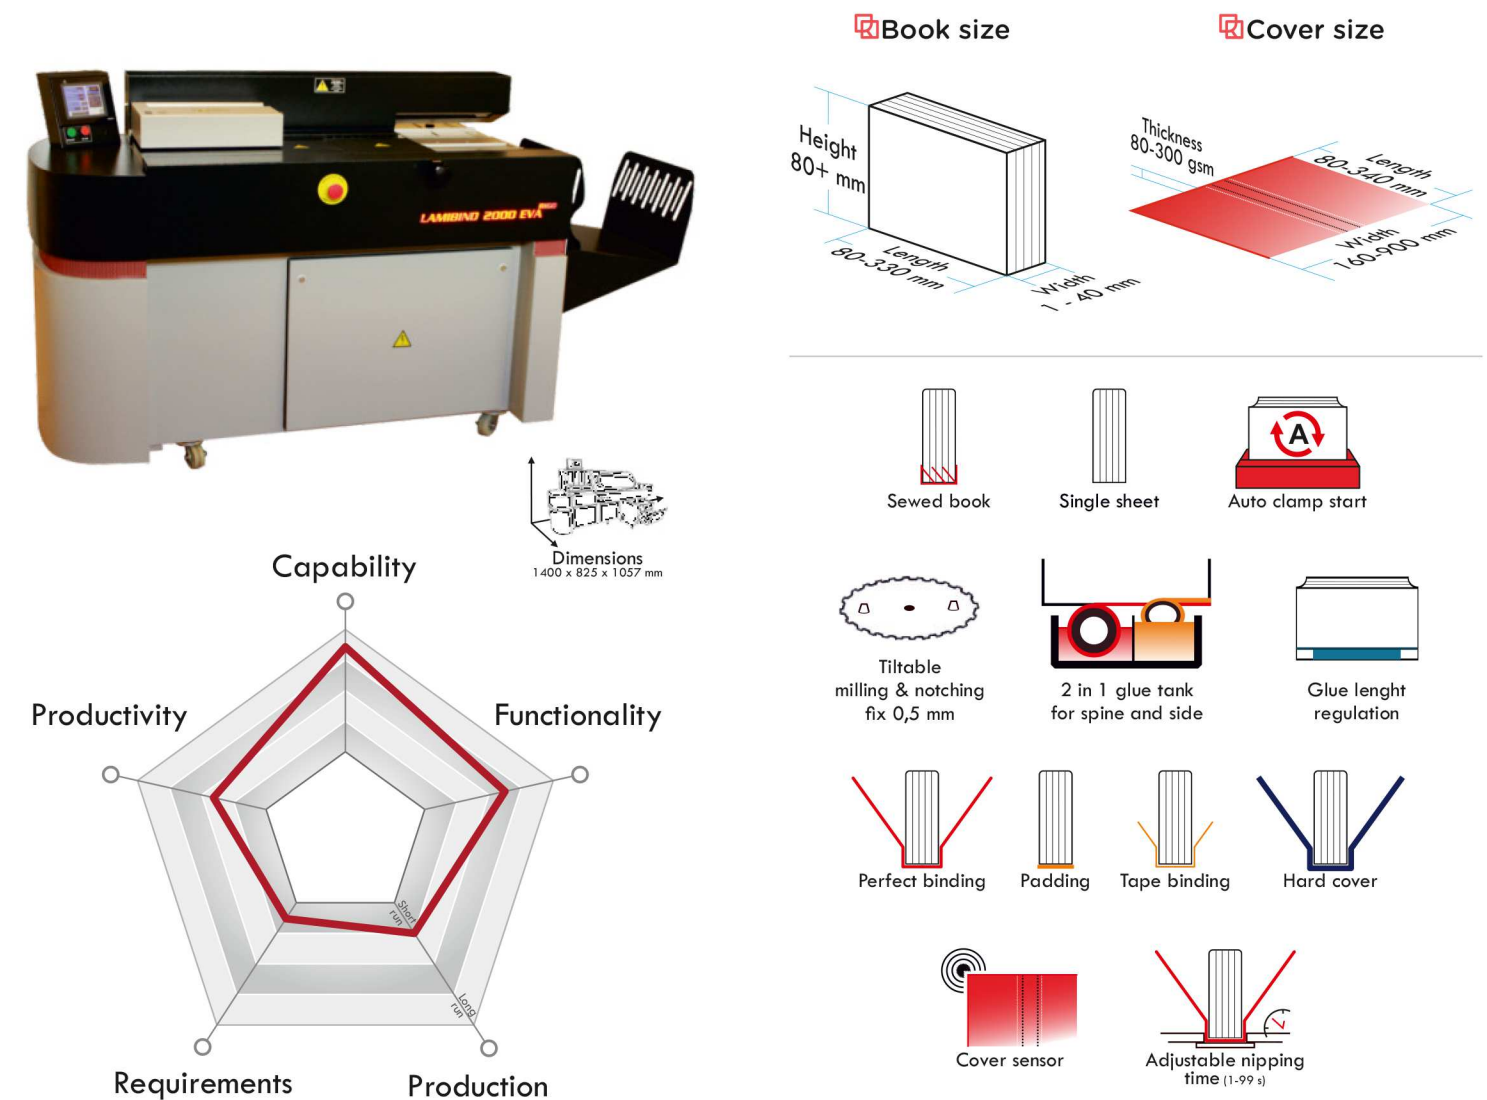 LAMIBIND 2000 EVA
Dimensions
1400 x 825 x 1057 mm
Capability
Productivity
Functionality
Short
run
Long
run
Requirements
Production
Book size
Height
80+ mm
Length
80-330 mm
Width
1 - 40 mm
Cover size
Thickness
80-300 gsm
Length
80-340 mm
Width
160-900 mm
Sewed book
Single sheet
A
Auto clamp start
Tiltable
milling & notching
fix 0,5 mm
2 in 1 glue tank
for spine and side
Glue lenght
regulation
Perfect binding
Padding
Tape binding
Hard cover
Cover sensor
Adjustable nipping
time (1-99 s)